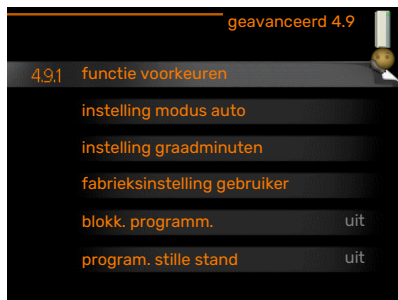 geavanceerd 4.9
4.9.1 functie voorkeuren
instelling modus auto
instelling graadminuten
fabrieksinstelling gebruiker
blokk. programm. uit
program. stille stand uit